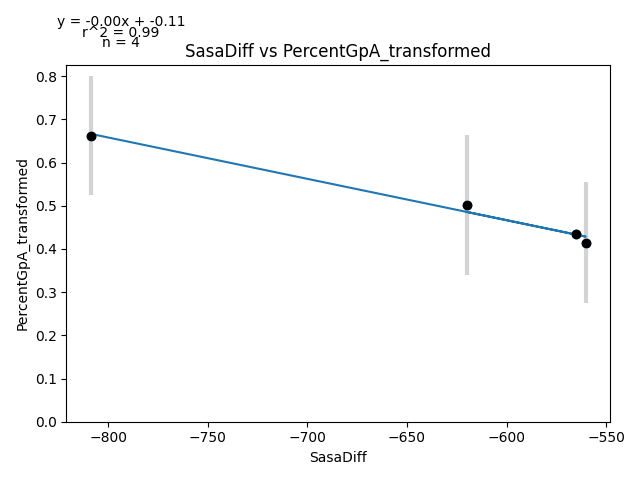 y = -0.00x + -0.11
r^2 = 0.99
n = 4
SasaDiff vs PercentGpA_transformed
PercentGpA_transformed
0.8
0.7
0.6
0.5
0.4
0.3
0.2
0.1
0.0
−800
−750
−700
−650
−600
−550
SasaDiff